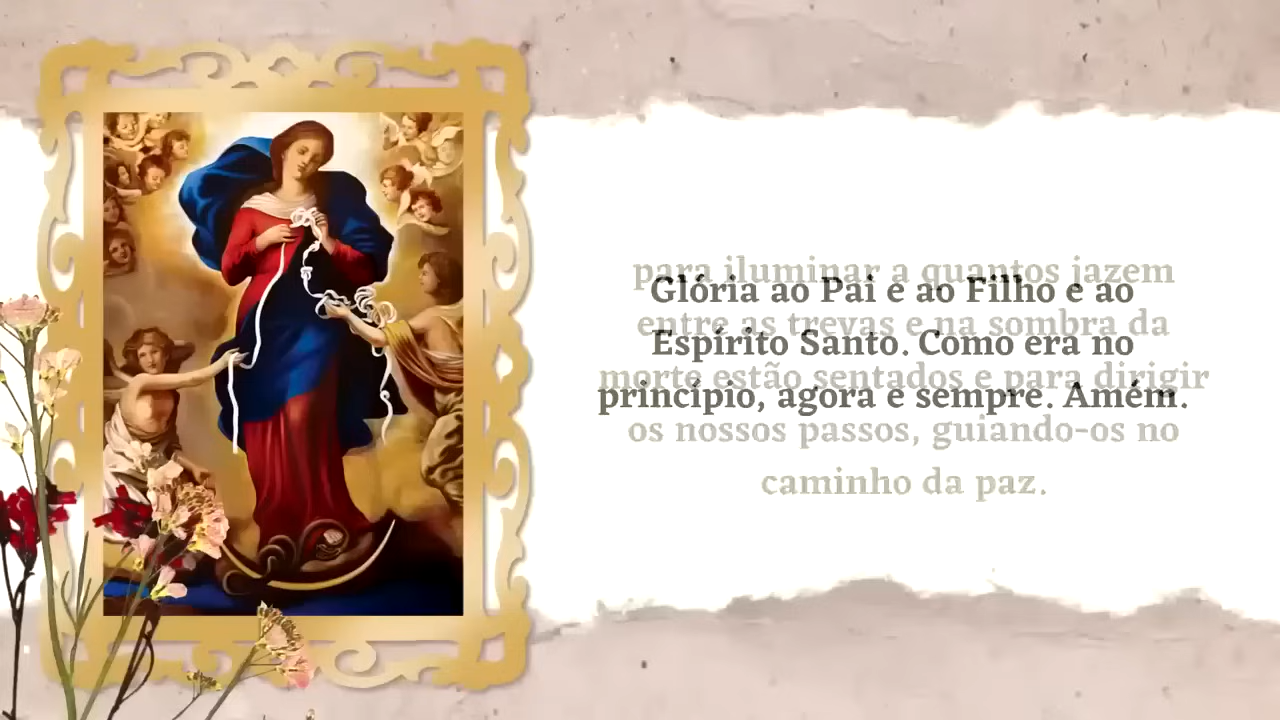 para iluminar a quantos jazem
Glória ao Pai e ao Filho e ao
entre as trevas e na sombra da
Espírito Santo. Como era no
morte estão sentados e para dirigir
princípio, agora e sempre. Amém.
os nossos passos, guiando-os no
caminho da paz.